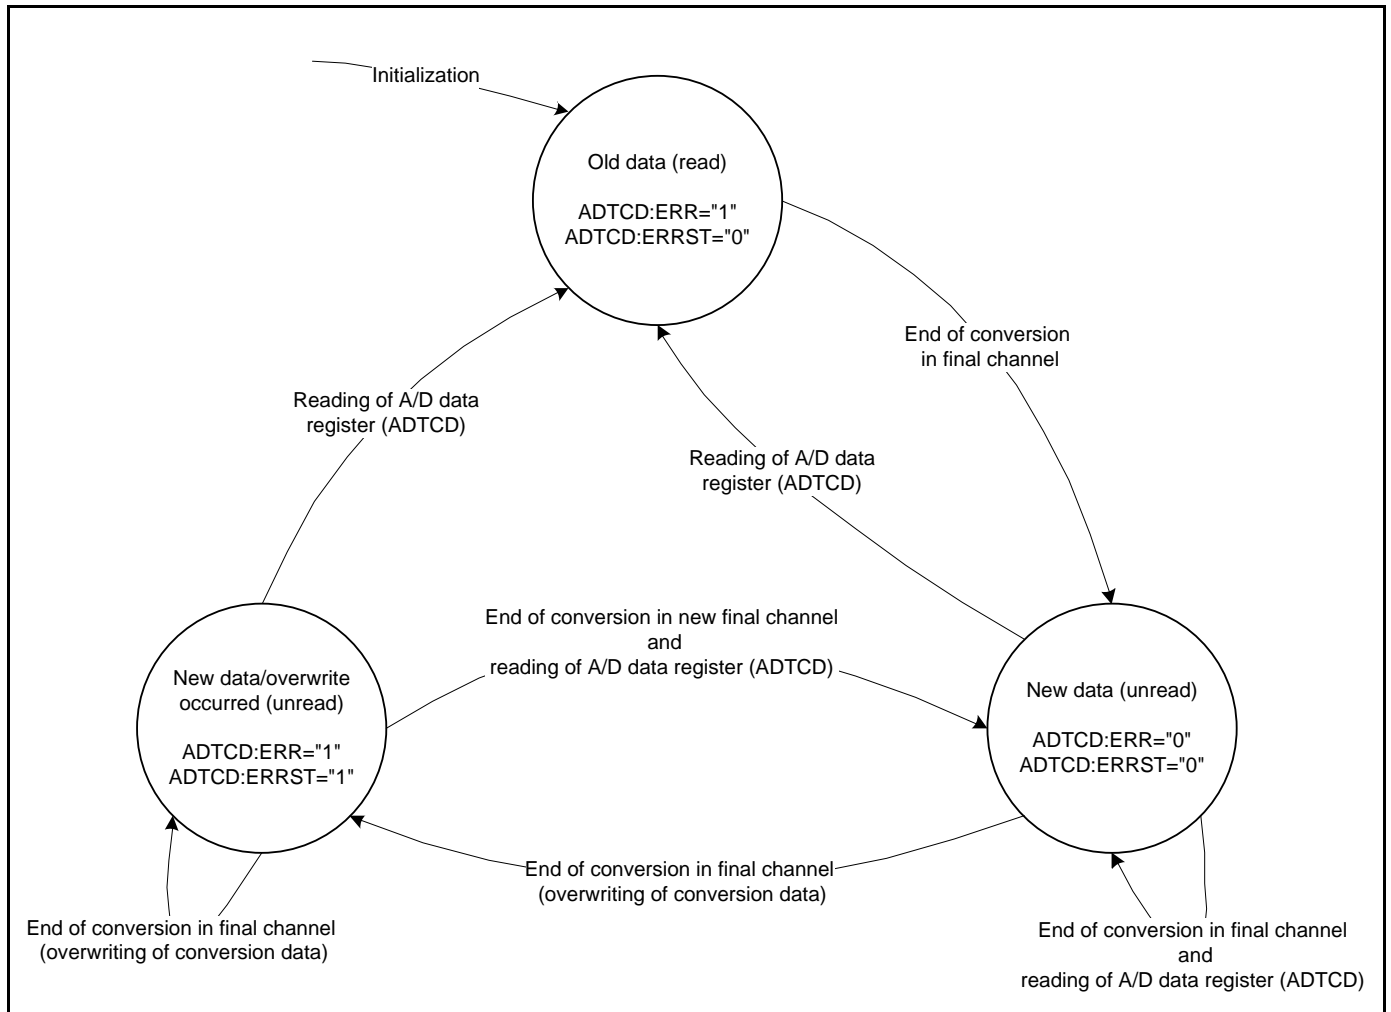 Initialization
Old data (read)
ADTCD:ERR="1"
ADTCD:ERRST="0"
End of conversion
in final channel
Reading of A/D data
register (ADTCD)
Reading of A/D data
register (ADTCD)
End of conversion in new final channel
and
reading of A/D data register (ADTCD)
New data/overwrite
occurred (unread)
ADTCD:ERR="1"
ADTCD:ERRST="1"
New data (unread)
ADTCD:ERR="0"
ADTCD:ERRST="0"
End of conversion in final channel
(overwriting of conversion data)
End of conversion in final channel
(overwriting of conversion data)
End of conversion in final channel
and
reading of A/D data register (ADTCD)